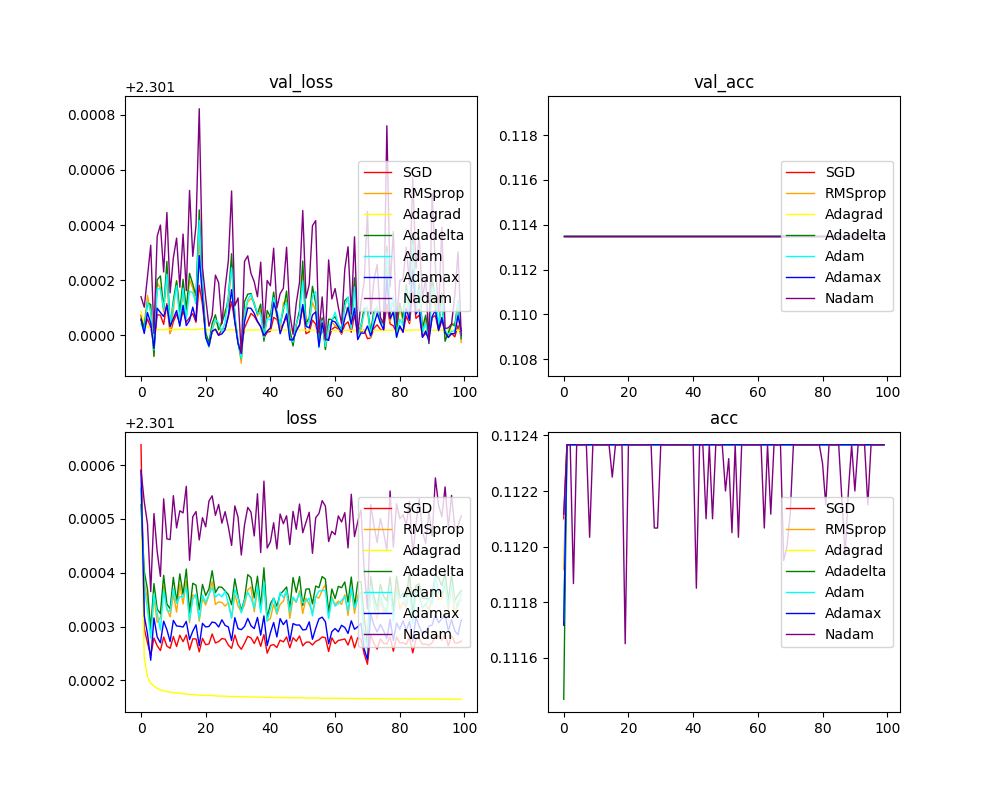 val_loss
+2.301
0.0008
0.0006
0.0004
0.0002
0.0000
0
20
40
60
80
100
SGD
RMSprop
Adagrad
Adadelta
Adam
Adamax
Nadam
val_acc
0.118
0.116
0.114
0.112
0.110
0.108
0
20
40
60
80
100
SGD
RMSprop
Adagrad
Adadelta
Adam
Adamax
Nadam
loss
+2.301
0.0006
0.0005
0.0004
0.0003
0.0002
0
20
40
60
80
100
SGD
RMSprop
Adagrad
Adadelta
Adam
Adamax
Nadam
acc
0.1124
0.1122
0.1120
0.1118
0.1116
0
20
40
60
80
100
SGD
RMSprop
Adagrad
Adadelta
Adam
Adamax
Nadam